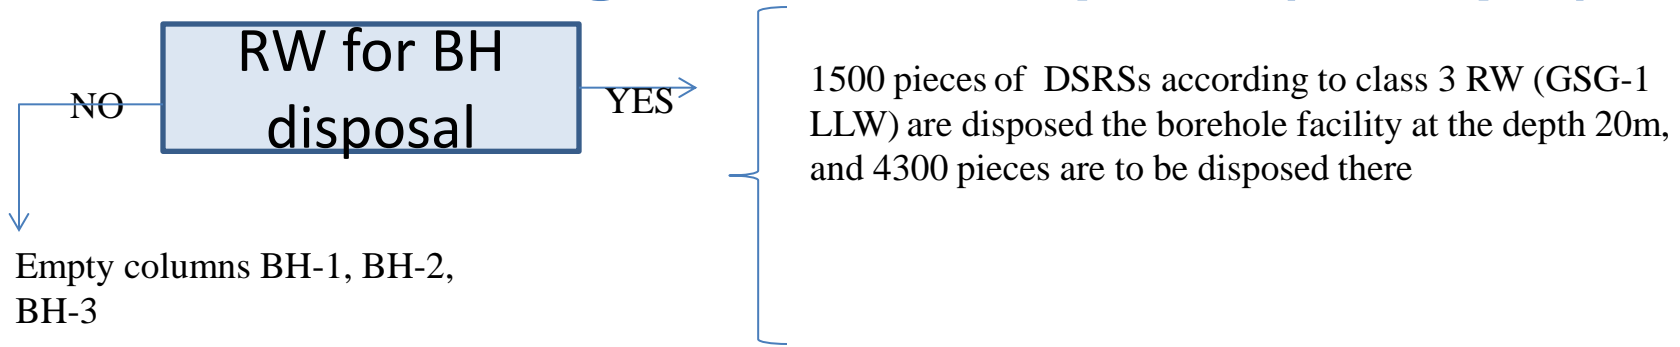 RW for BH
disposal
NO
YES
1500 pieces of DSRSs according to class 3 RW (GSG-1
LLW) are disposed the borehole facility at the depth 20m,
and 4300 pieces are to be disposed there
Empty columns BH-1, BH-2,
BH-3